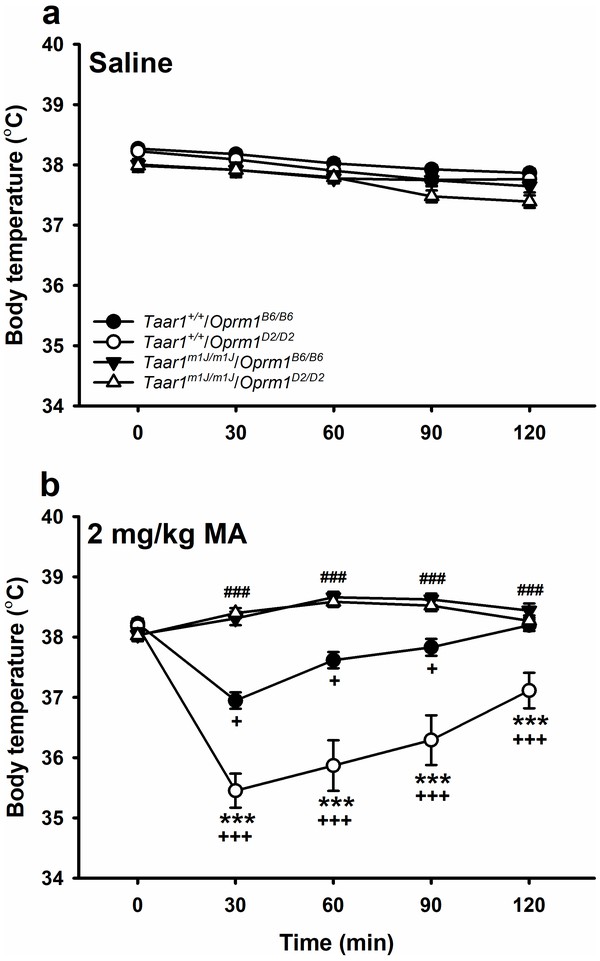 a
Saline
Body temperature (°C)
40
39
38
37
36
35
34
Taar1+/+/Oprm1B6/B6
Taar1+/+/Oprm1D2/D2
Taar1m1J/m1J/Oprm1B6/B6
Taar1m1J/m1J/Oprm1D2/D2
0 30 60 90 120
b
2 mg/kg MA
Body temperature (°C)
40
39
38
37
36
35
34
### ### ### ###
+ + +
*** *** *** ***
+++ +++ +++ +++
0 30 60 90 120
Time (min)